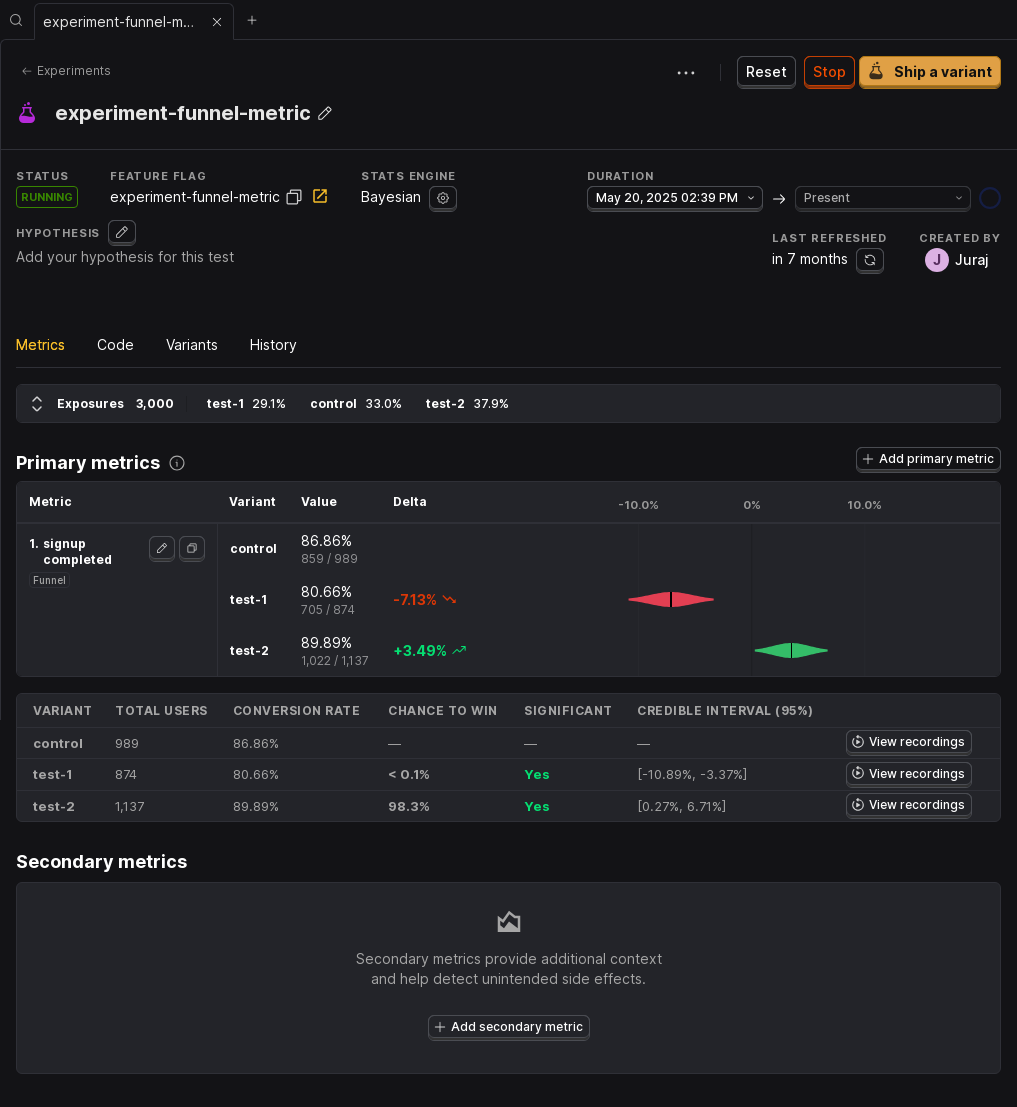 experiment-funnel-m...
Experiments
Reset
Stop
Ship a variant
experiment-funnel-metric
STATUS
FEATURE FLAG
STATS ENGINE
DURATION
RUNNING
experiment-funnel-metric
Bayesian
May 20, 2025 02:39 PM
Present
HYPOTHESIS
Add your hypothesis for this test
LAST REFRESHED
CREATED BY
in 7 months
J
Juraj
Metrics
Code
Variants
History
Exposures 3,000 test-1 29.1% control 33.0% test-2 37.9%
Primary metrics
Add primary metric
Metric Variant Value Delta -10.0% 0% 10.0%
1. signup
completed
Funnel
control 86.86%
859 / 989
test-1 80.66% -7.13%
705 / 874
test-2 89.89% +3.49%
1,022 / 1,137
VARIANT TOTAL USERS CONVERSION RATE CHANCE TO WIN SIGNIFICANT CREDIBLE INTERVAL (95%)
control 989 86.86% — — — View recordings
test-1 874 80.66% < 0.1% Yes [-10.89%, -3.37%] View recordings
test-2 1,137 89.89% 98.3% Yes [0.27%, 6.71%] View recordings
Secondary metrics
Secondary metrics provide additional context
and help detect unintended side effects.
Add secondary metric